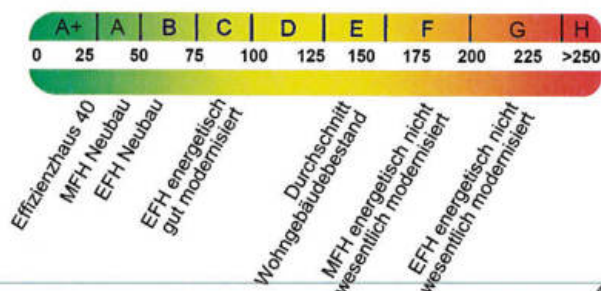 A+ A B C D E F G H
0 25 50 75 100 125 150 175 200 225 >250
Effizienzhaus 40
MFH Neubau
EFH Neubau
EFH energetisch
gut modernisiert
Durchschnitt
Wohngebäudebestand
MFH energetisch nicht
wesentlich modernisiert
EFH energetisch nicht
wesentlich modernisiert